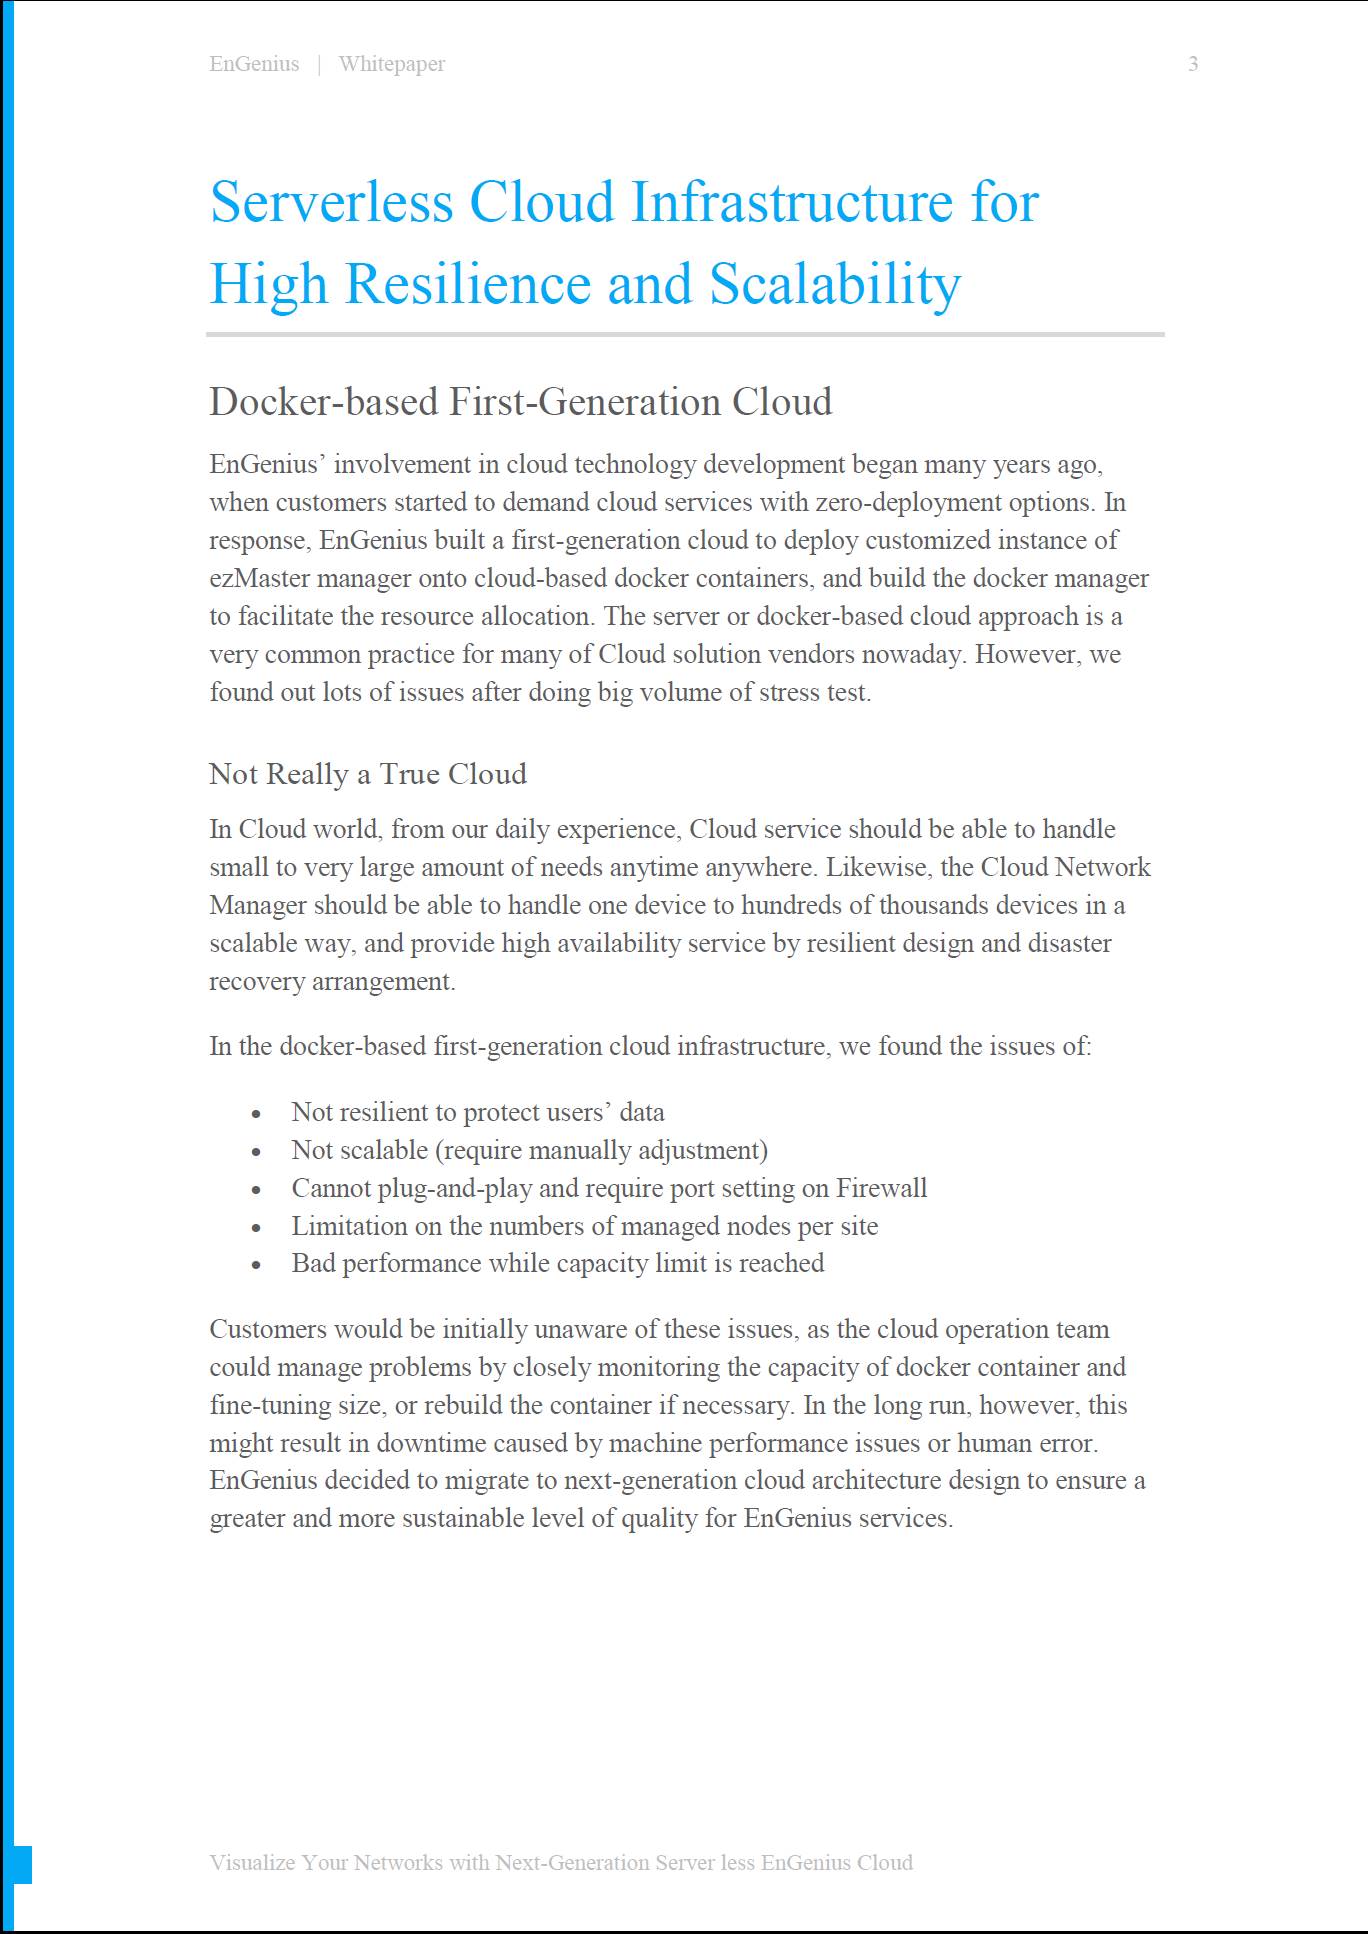 EnGenius | Whitepaper 3
Serverless Cloud Infrastructure for
High Resilience and Scalability
Docker-based First-Generation Cloud
EnGenius’ involvement in cloud technology development began many years ago,
when customers started to demand cloud services with zero-deployment options. In
response, EnGenius built a first-generation cloud to deploy customized instance of
ezMaster manager onto cloud-based docker containers, and build the docker manager
to facilitate the resource allocation. The server or docker-based cloud approach is a
very common practice for many of Cloud solution vendors nowaday. However, we
found out lots of issues after doing big volume of stress test.
Not Really a True Cloud
In Cloud world, from our daily experience, Cloud service should be able to handle
small to very large amount of needs anytime anywhere. Likewise, the Cloud Network
Manager should be able to handle one device to hundreds of thousands devices in a
scalable way, and provide high availability service by resilient design and disaster
recovery arrangement.
In the docker-based first-generation cloud infrastructure, we found the issues of:
• Not resilient to protect users’ data
• Not scalable (require manually adjustment)
• Cannot plug-and-play and require port setting on Firewall
• Limitation on the numbers of managed nodes per site
• Bad performance while capacity limit is reached
Customers would be initially unaware of these issues, as the cloud operation team
could manage problems by closely monitoring the capacity of docker container and
fine-tuning size, or rebuild the container if necessary. In the long run, however, this
might result in downtime caused by machine performance issues or human error.
EnGenius decided to migrate to next-generation cloud architecture design to ensure a
greater and more sustainable level of quality for EnGenius services.
Visualize Your Networks with Next-Generation Server less EnGenius Cloud